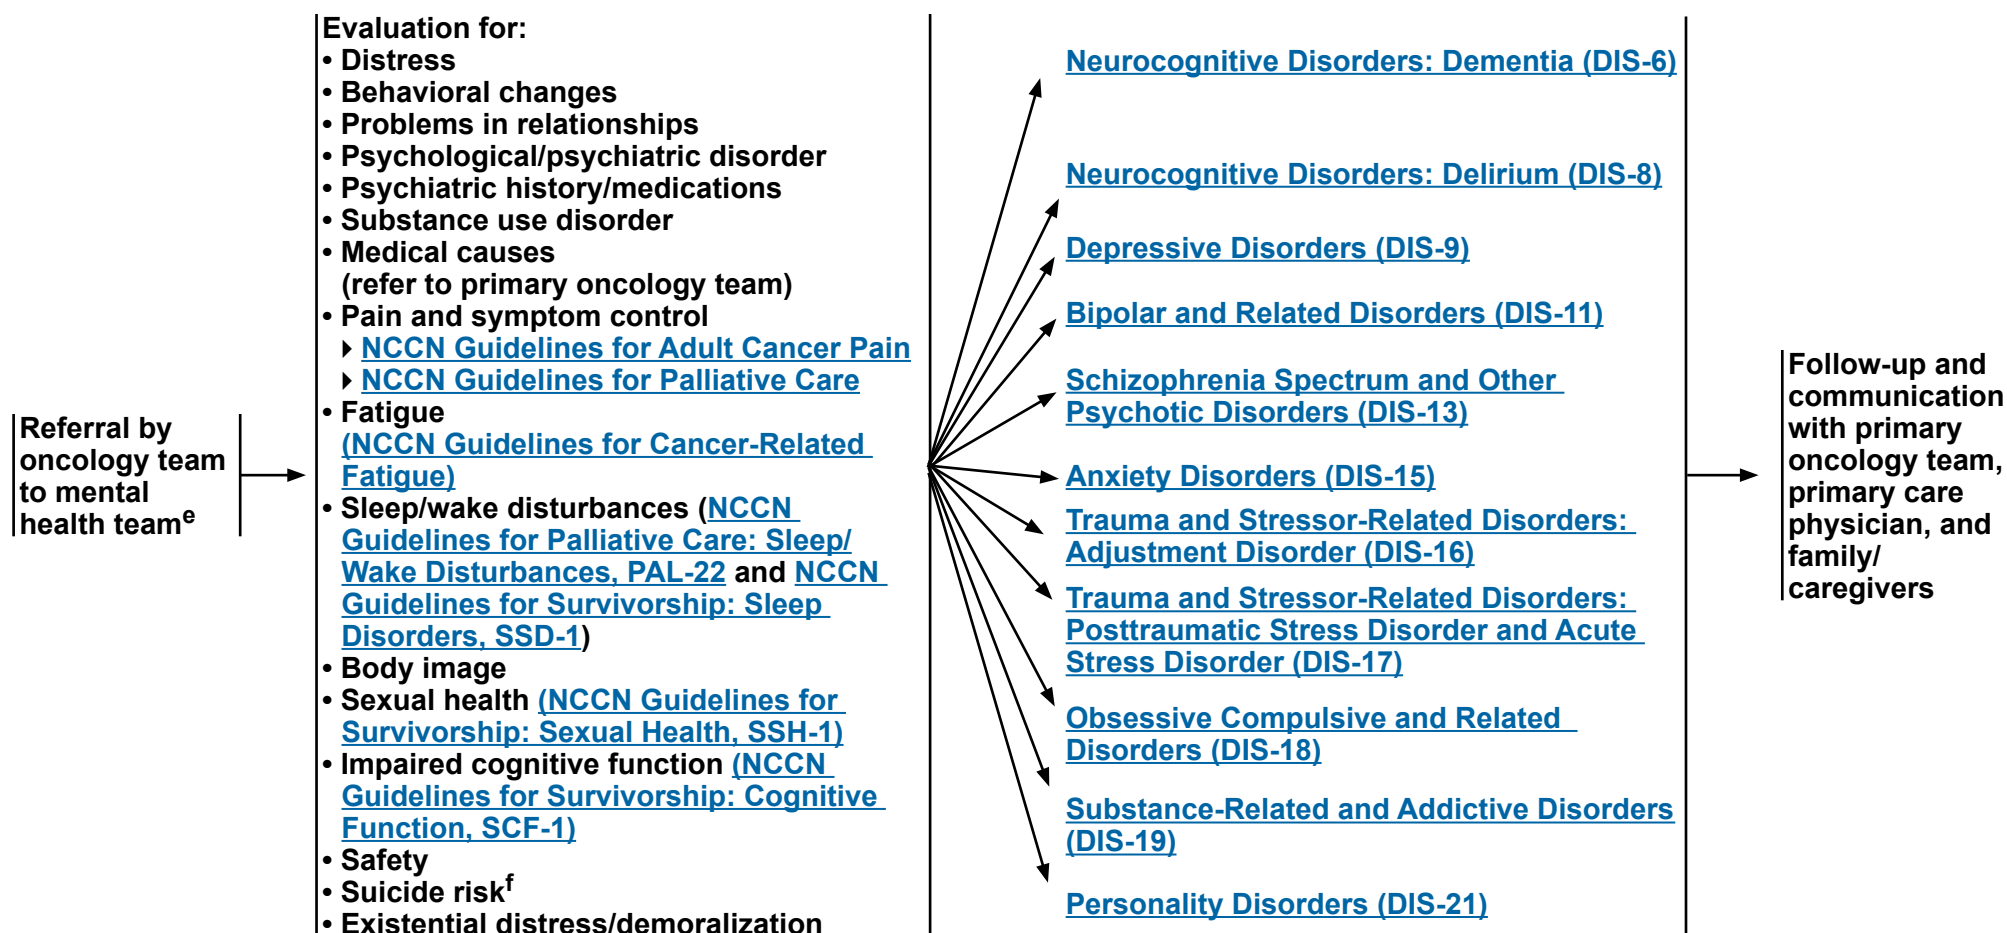 Referral by
oncology team
to mental
health teamᵉ
Evaluation for:
• Distress
• Behavioral changes
• Problems in relationships
• Psychological/psychiatric disorder
• Psychiatric history/medications
• Substance use disorder
• Medical causes
(refer to primary oncology team)
• Pain and symptom control
▸ NCCN Guidelines for Adult Cancer Pain
▸ NCCN Guidelines for Palliative Care
• Fatigue
(NCCN Guidelines for Cancer-Related
Fatigue)
• Sleep/wake disturbances (NCCN
Guidelines for Palliative Care: Sleep/
Wake Disturbances, PAL-22 and NCCN
Guidelines for Survivorship: Sleep
Disorders, SSD-1)
• Body image
• Sexual health (NCCN Guidelines for
Survivorship: Sexual Health, SSH-1)
• Impaired cognitive function (NCCN
Guidelines for Survivorship: Cognitive
Function, SCF-1)
• Safety
• Suicide riskᶠ
• Existential distress/demoralization
Neurocognitive Disorders: Dementia (DIS-6)
Neurocognitive Disorders: Delirium (DIS-8)
Depressive Disorders (DIS-9)
Bipolar and Related Disorders (DIS-11)
Schizophrenia Spectrum and Other
Psychotic Disorders (DIS-13)
Anxiety Disorders (DIS-15)
Trauma and Stressor-Related Disorders:
Adjustment Disorder (DIS-16)
Trauma and Stressor-Related Disorders:
Posttraumatic Stress Disorder and Acute
Stress Disorder (DIS-17)
Obsessive Compulsive and Related
Disorders (DIS-18)
Substance-Related and Addictive Disorders
(DIS-19)
Personality Disorders (DIS-21)
Follow-up and
communication
with primary
oncology team,
primary care
physician, and
family/
caregivers